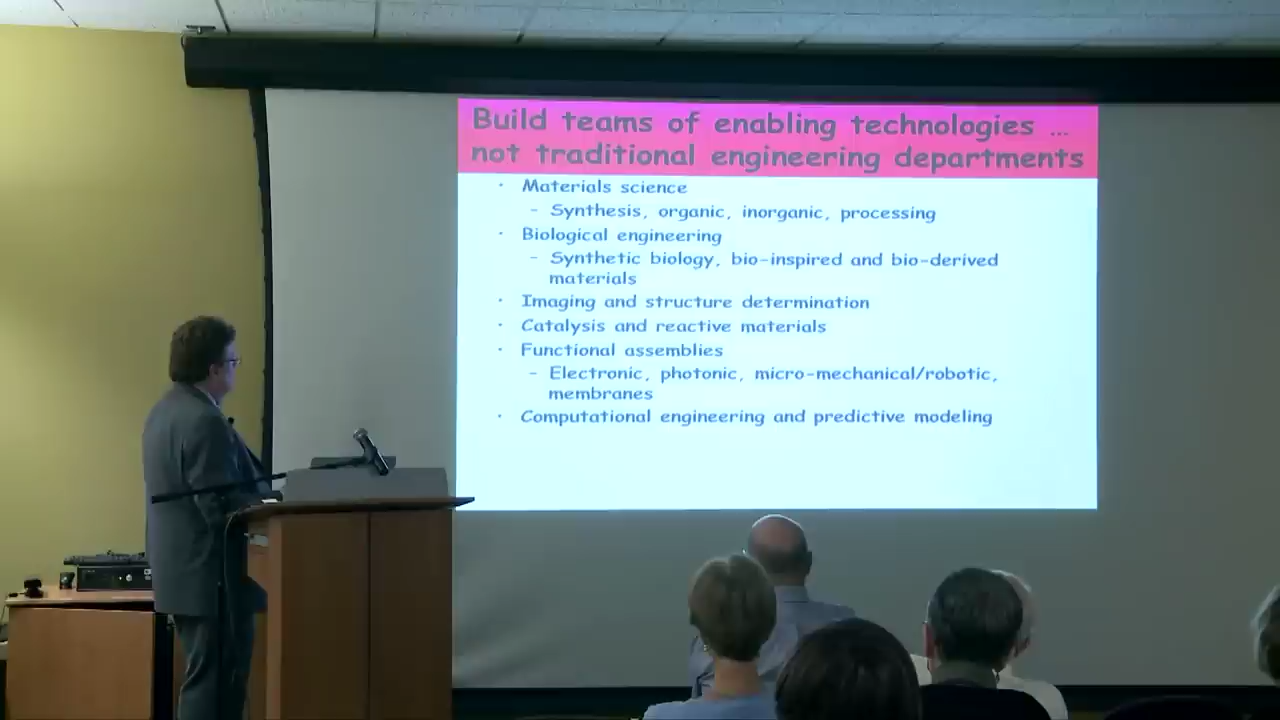 Build teams of enabling technologies ...
not traditional engineering departments
• Materials science
– Synthesis, organic, inorganic, processing
• Biological engineering
– Synthetic biology, bio-inspired and bio-derived
materials
• Imaging and structure determination
• Catalysis and reactive materials
• Functional assemblies
– Electronic, photonic, micro-mechanical/robotic,
membranes
• Computational engineering and predictive modeling